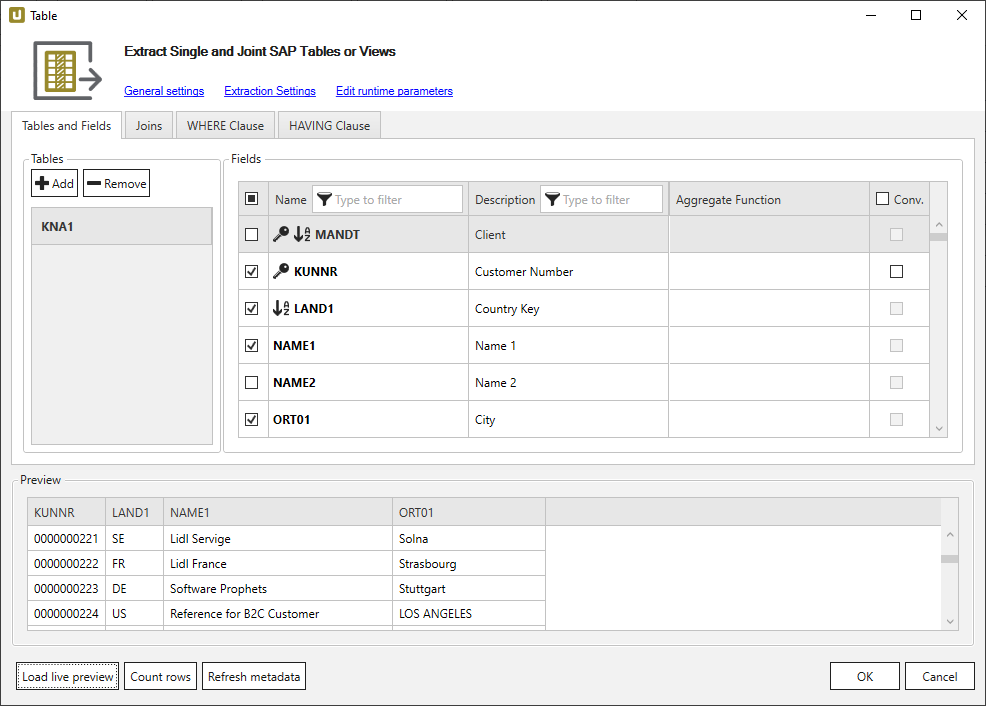 Table
Extract Single and Joint SAP Tables or Views
General settings Extraction Settings Edit runtime parameters
Tables and Fields Joins WHERE Clause HAVING Clause
Tables Fields
Add Remove
Name Type to filter Description Type to filter Aggregate Function Conv.
KNA1
MANDT Client
KUNNR Customer Number
LAND1 Country Key
NAME1 Name 1
NAME2 Name 2
ORT01 City
Preview
KUNNR LAND1 NAME1 ORT01
0000000221 SE Lidl Servige Solna
0000000222 FR Lidl France Strasbourg
0000000223 DE Software Prophets Stuttgart
0000000224 US Reference for B2C Customer LOS ANGELES
Load live preview Count rows Refresh metadata OK Cancel